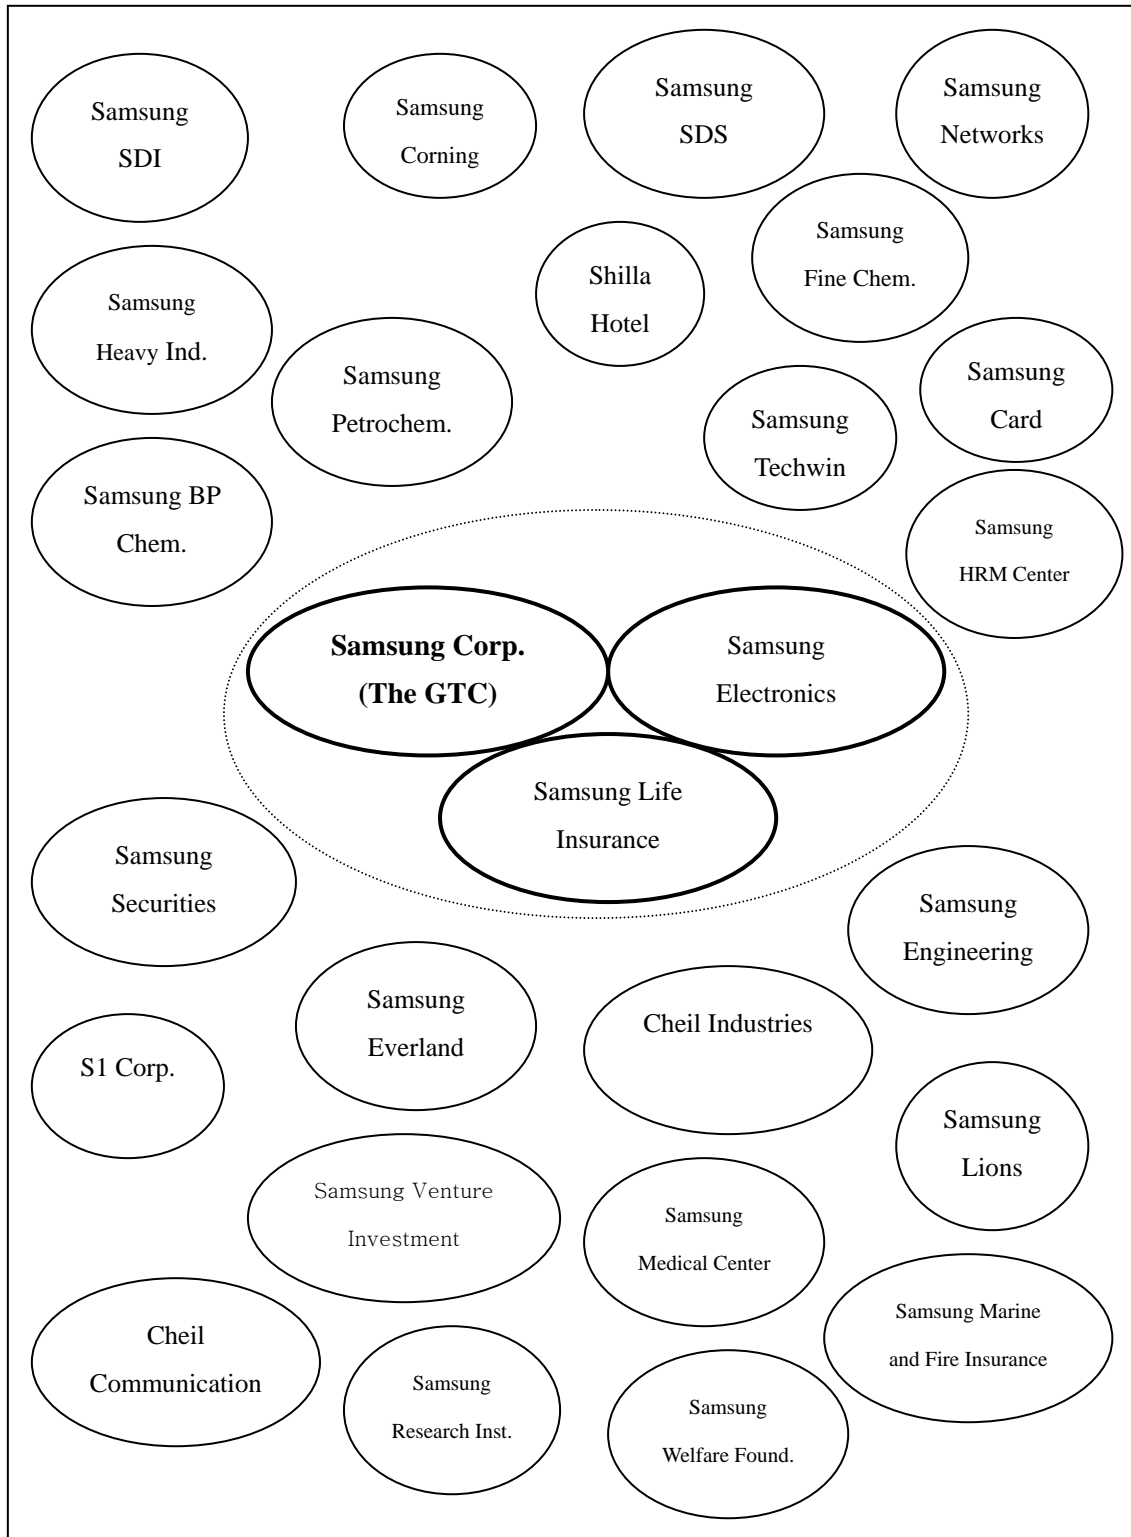 Samsung
SDI
Samsung
Corning
Samsung
SDS
Samsung
Networks
Samsung
Fine Chem.
Shilla
Hotel
Samsung
Heavy Ind.
Samsung
Petrochem.
Samsung
Card
Samsung
Techwin
Samsung BP
Chem.
Samsung
HRM Center
Samsung Corp.
(The GTC)
Samsung
Electronics
Samsung Life
Insurance
Samsung
Securities
Samsung
Engineering
Samsung
Everland
Cheil Industries
S1 Corp.
Samsung
Lions
Samsung Venture
Investment
Samsung
Medical Center
Samsung Marine
and Fire Insurance
Cheil
Communication
Samsung
Research Inst.
Samsung
Welfare Found.